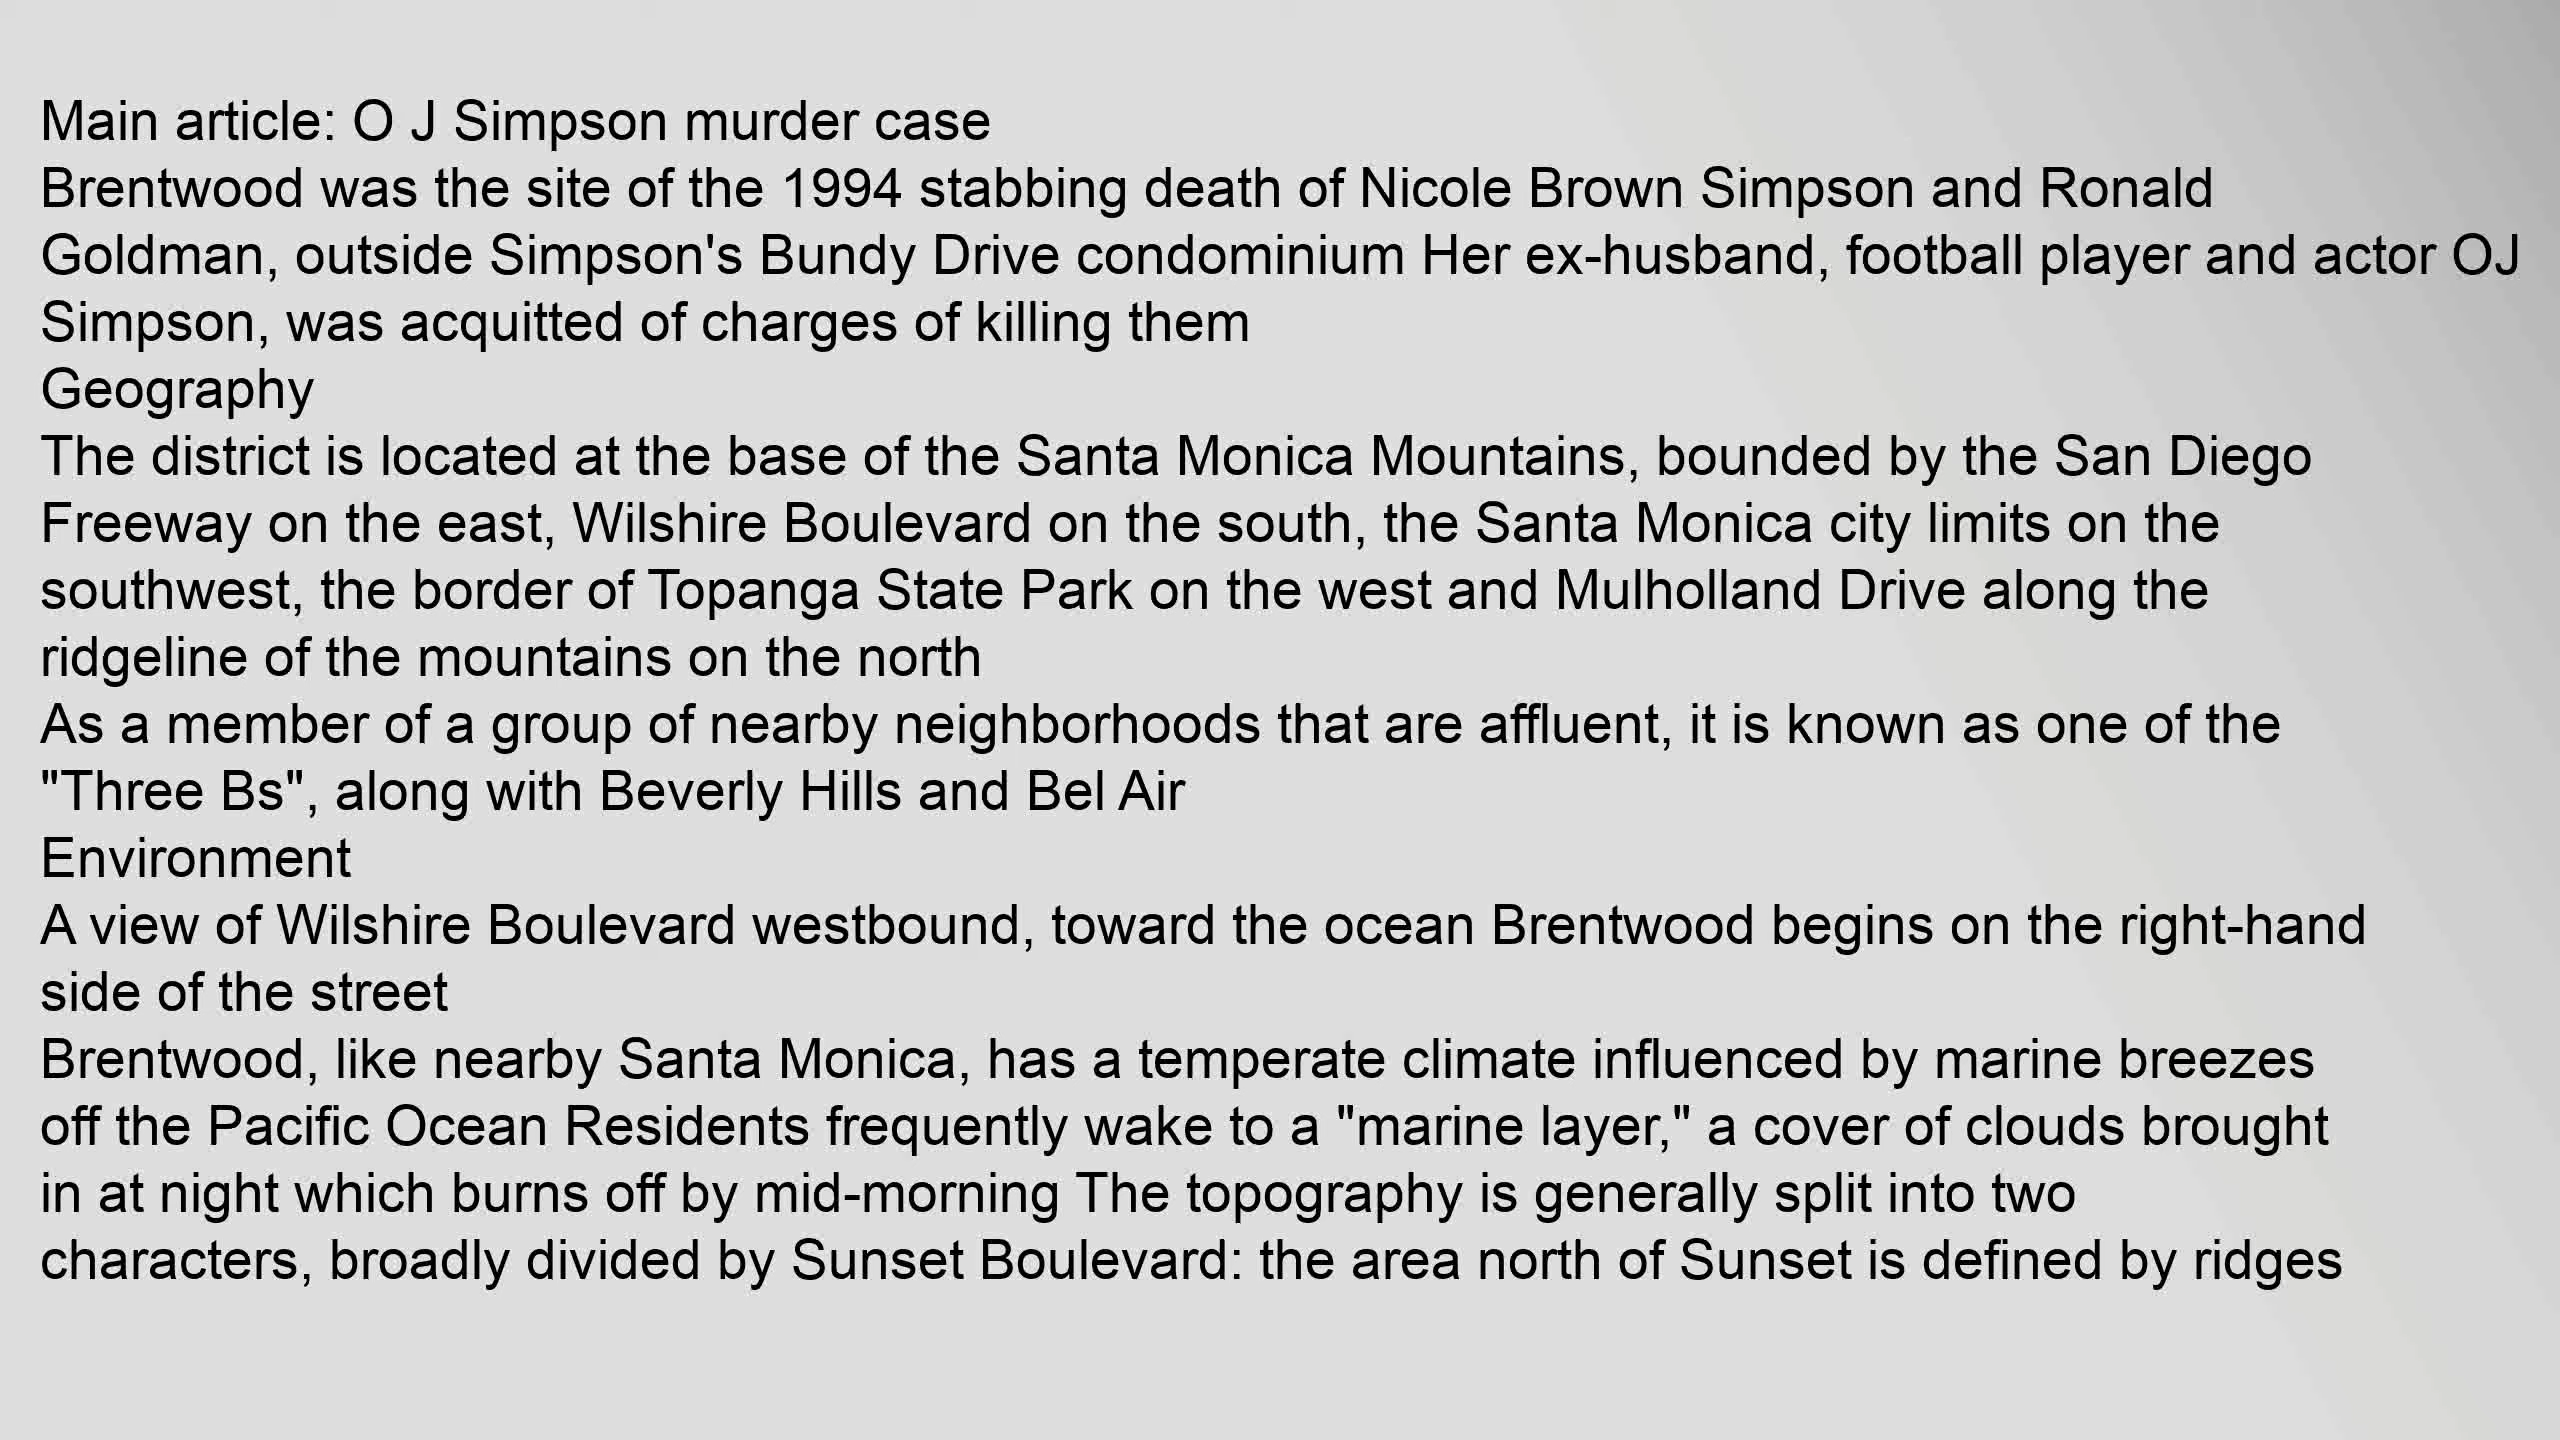 Main article: O J Simpson murder case
Brentwood was the site of the 1994 stabbing death of Nicole Brown Simpson and Ronald
Goldman, outside Simpson's Bundy Drive condominium Her ex-husband, football player and actor OJ
Simpson, was acquitted of charges of killing them
Geography
The district is located at the base of the Santa Monica Mountains, bounded by the San Diego
Freeway on the east, Wilshire Boulevard on the south, the Santa Monica city limits on the
southwest, the border of Topanga State Park on the west and Mulholland Drive along the
ridgeline of the mountains on the north
As a member of a group of nearby neighborhoods that are affluent, it is known as one of the
"Three Bs", along with Beverly Hills and Bel Air
Environment
A view of Wilshire Boulevard westbound, toward the ocean Brentwood begins on the right-hand
side of the street
Brentwood, like nearby Santa Monica, has a temperate climate influenced by marine breezes
off the Pacific Ocean Residents frequently wake to a "marine layer," a cover of clouds brought
in at night which burns off by mid-morning The topography is generally split into two
characters, broadly divided by Sunset Boulevard: the area north of Sunset is defined by ridges